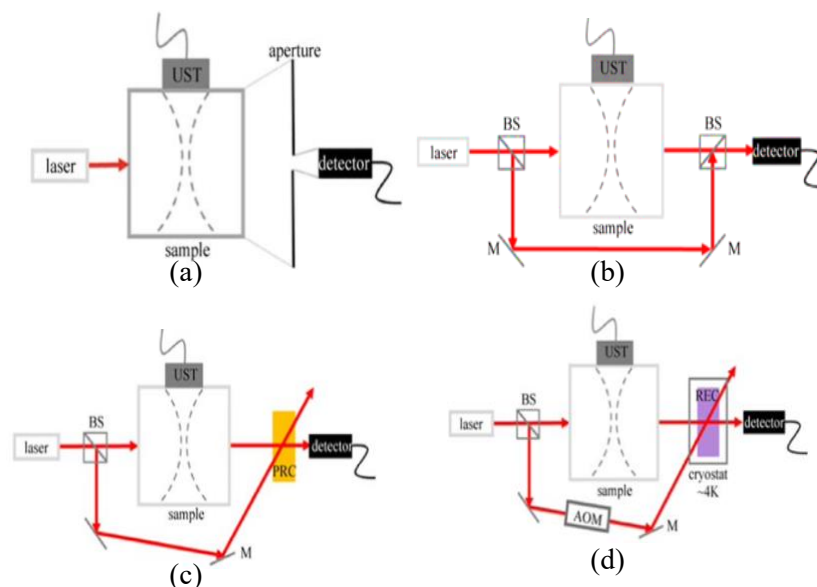 UST
aperture
laser
detector
sample
(a)
UST
BS
BS
laser
detector
sample
M
M
(b)
UST
BS
laser
detector
PRC
sample
M
(c)
UST
BS
REC
laser
detector
sample
cryostat
~4K
AOM
M
(d)